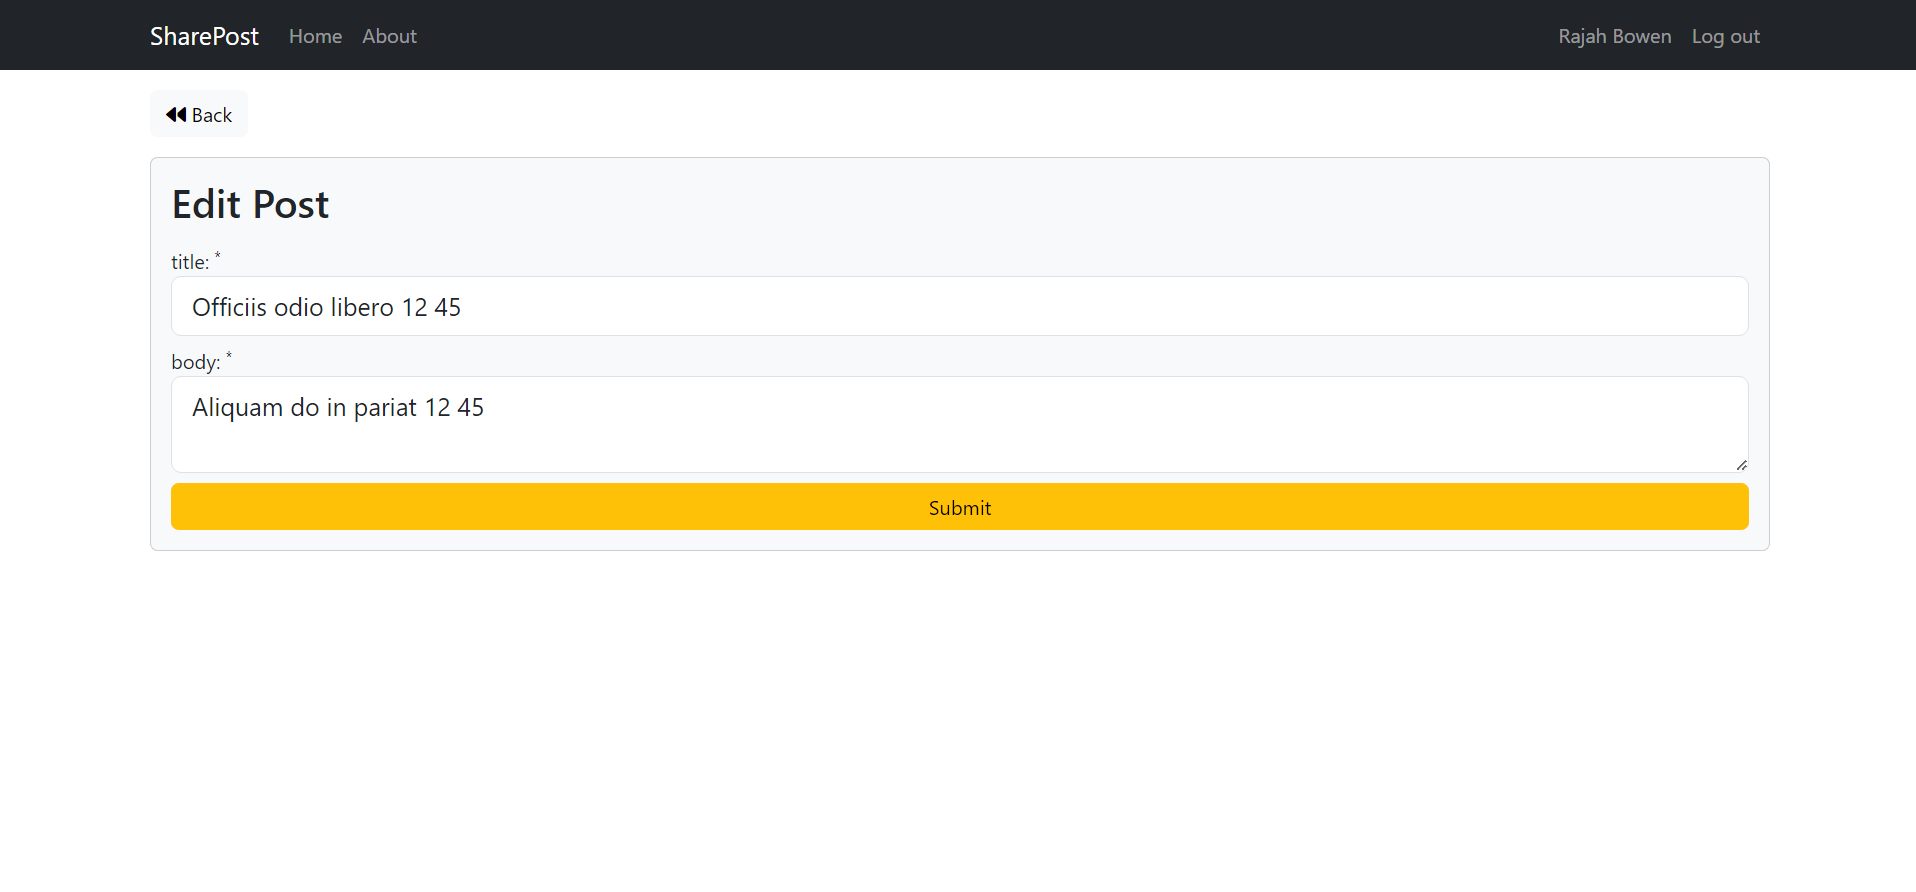 SharePost Home About Rajah Bowen Log out
Back
Edit Post
title: *
Officiis odio libero 12 45
body: *
Aliquam do in pariat 12 45
Submit